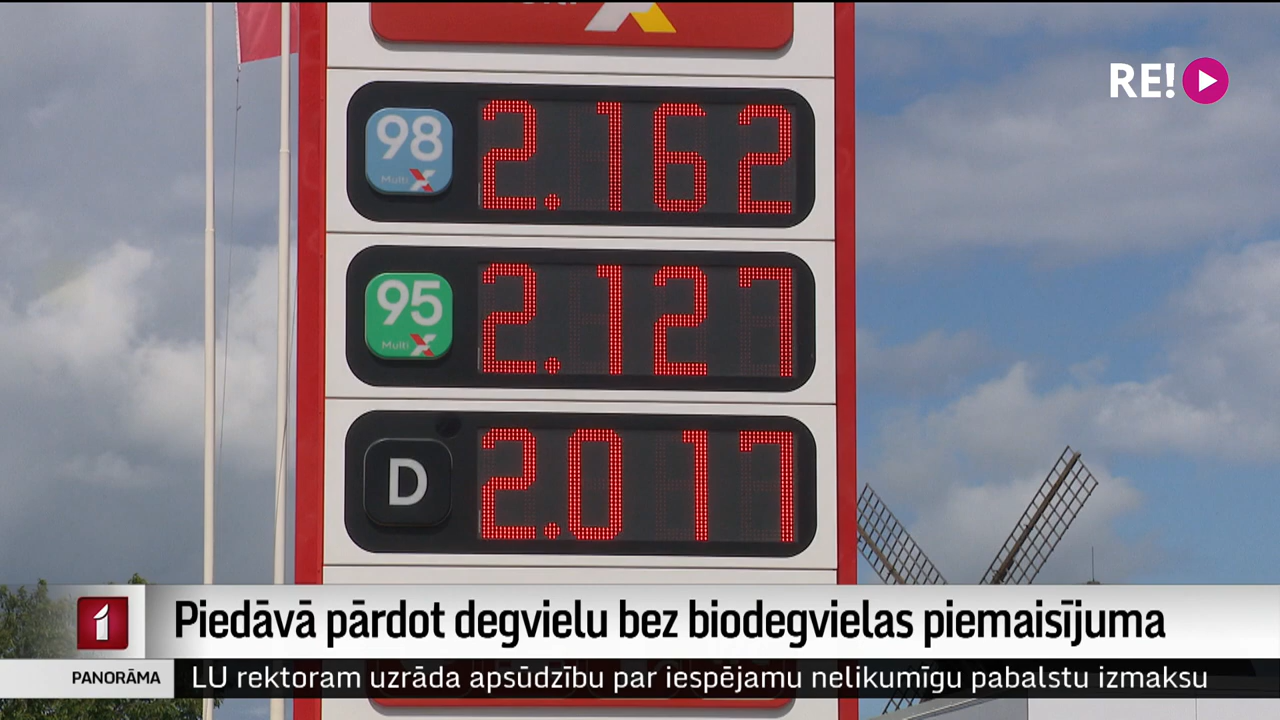 RE!
98
Multi X
2.162
95
Multi X
2.127
D
2.017
1
Piedāvā pārdot degvielu bez biodegvielas piemaisījuma
PANORĀMA
LU rektoram uzrāda apsūdzību par iespējamu nelikumīgu pabalstu izmaksu